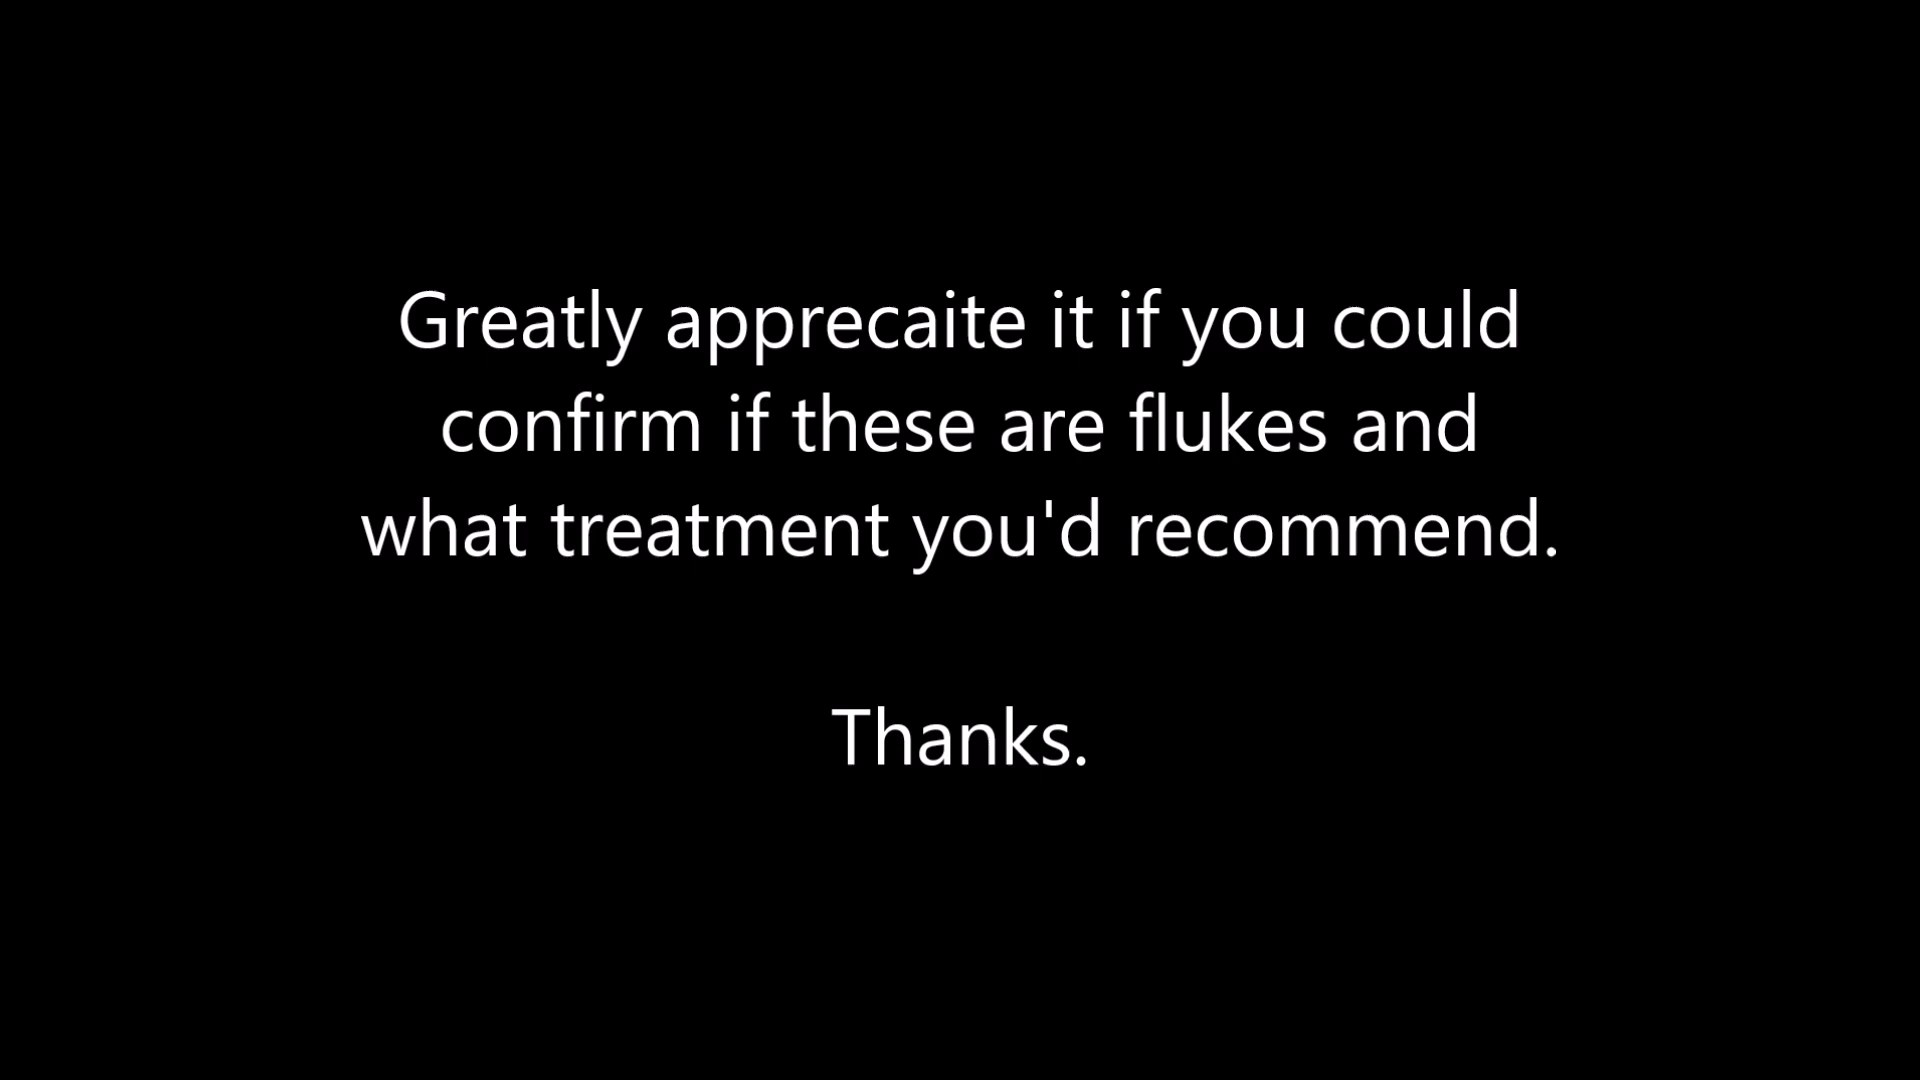 Greatly apprecaite it if you could
confirm if these are flukes and
what treatment you'd recommend.
Thanks.